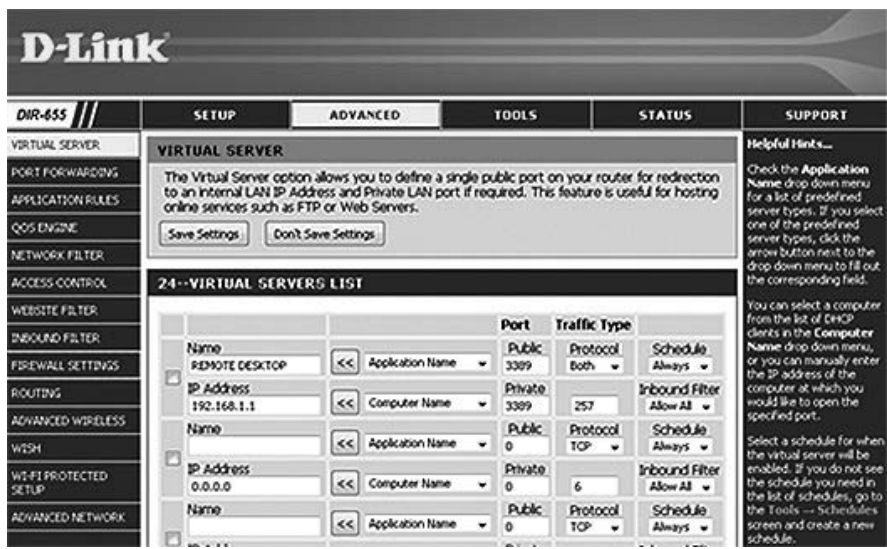 D-Link
DIR-655
SETUP
ADVANCED
TOOLS
STATUS
SUPPORT
VIRTUAL SERVER
PORT FORWARDING
APPLICATION RULES
QOS ENGINE
NETWORK FILTER
ACCESS CONTROL
WEBSITE FILTER
INBOUND FILTER
FIREWALL SETTINGS
ROUTING
ADVANCED WIRELESS
WISH
WI-FI PROTECTED
SETUP
ADVANCED NETWORK
VIRTUAL SERVER
The Virtual Server option allows you to define a single public port on your router for redirection
to an internal LAN IP Address and Private LAN port if required. This feature is useful for hosting
online services such as FTP or Web Servers.
Save Settings
Don't Save Settings
24--VIRTUAL SERVERS LIST
Port
Traffic Type
Name
Public
Protocol
Schedule
REMOTE DESKTOP
<<
Application Name
3389
Both
Always
IP Address
Private
Inbound Filter
192.168.1.1
<<
Computer Name
3389
257
Allow All
Name
Public
Protocol
Schedule
<<
Application Name
0
TCP
Always
IP Address
Private
Inbound Filter
0.0.0.0
<<
Computer Name
0
6
Allow All
Name
Public
Protocol
Schedule
<<
Application Name
0
TCP
Always
Helpful Hints...
Check the Application
Name drop down menu
for a list of predefined
server types. If you select
one of the predefined
server types, click the
arrow button next to the
drop down menu to fill out
the corresponding field.
You can select a computer
from the list of DHCP
clients in the Computer
Name drop down menu,
or you can manually enter
the IP address of the
computer at which you
would like to open the
specified port.
Select a schedule for when
the virtual server will be
enabled. If you do not see
the schedule you need in
the list of schedules, go to
the Tools → Schedules
screen and create a new
schedule.